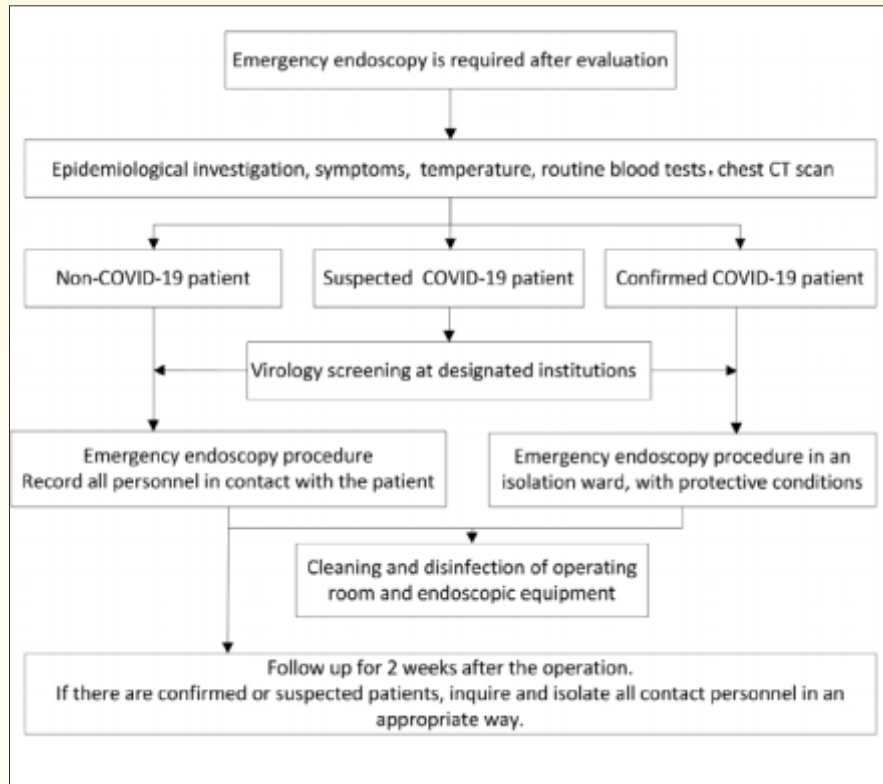 Emergency endoscopy is required after evaluation
Epidemiological investigation, symptoms, temperature, routine blood tests, chest CT scan
Non-COVID-19 patient
Suspected COVID-19 patient
Confirmed COVID-19 patient
Virology screening at designated institutions
Emergency endoscopy procedure
Record all personnel in contact with the patient
Emergency endoscopy procedure in an
isolation ward, with protective conditions
Cleaning and disinfection of operating
room and endoscopic equipment
Follow up for 2 weeks after the operation.
If there are confirmed or suspected patients, inquire and isolate all contact personnel in an
appropriate way.